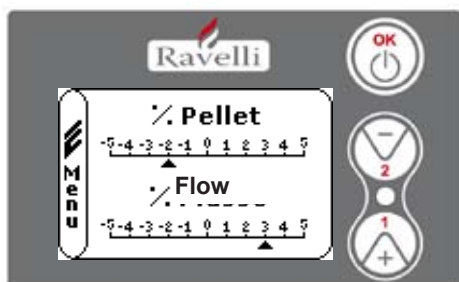 Ravelli
OK
% Pellet
-5-4-3-2-1 0 1 2 3 4 5
Menu
% Flow
-5-4-3-2-1 0 1 2 3 4 5
2
1